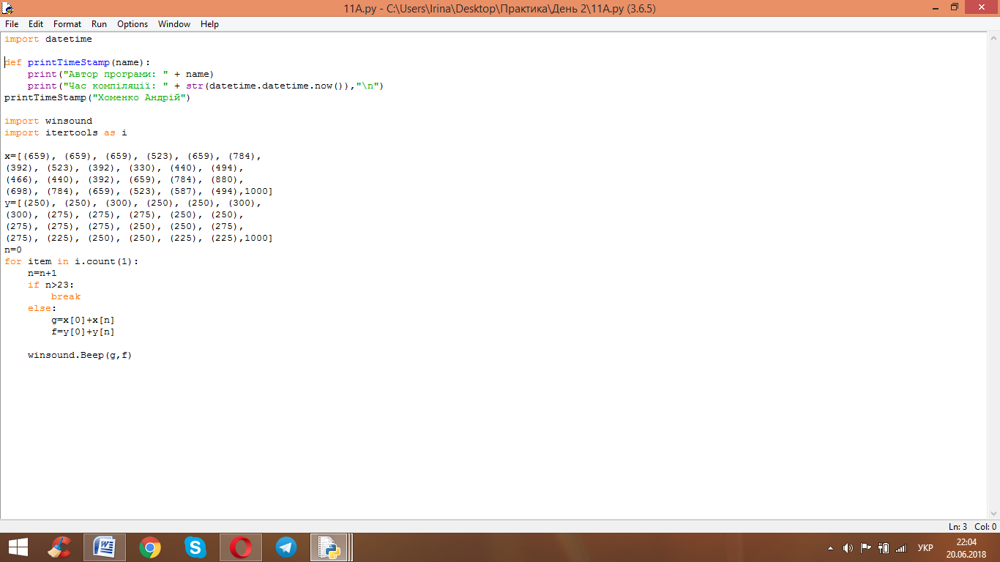 11A.py - C:\Users\Irina\Desktop\Практика\День 2\11A.py (3.6.5)
File Edit Format Run Options Window Help
import datetime
def printTimeStamp(name):
    print("Автор програми: " + name)
    print("Час компіляції: " + str(datetime.datetime.now()),"\n")
printTimeStamp("Хоменко Андрій")
import winsound
import itertools as i
x=[(659), (659), (659), (523), (659), (784),
(392), (523), (392), (330), (440), (494),
(466), (440), (392), (659), (784), (880),
(698), (784), (659), (523), (587), (494),1000]
y=[(250), (250), (300), (250), (250), (300),
(300), (275), (275), (275), (250), (250),
(275), (275), (275), (250), (250), (275),
(275), (225), (250), (250), (225), (225),1000]
n=0
for item in i.count(1):
    n=n+1
    if n>23:
        break
    else:
        g=x[0]+x[n]
        f=y[0]+y[n]
    winsound.Beep(g,f)
Ln: 3 Col: 0
УКР
22:04
20.06.2018